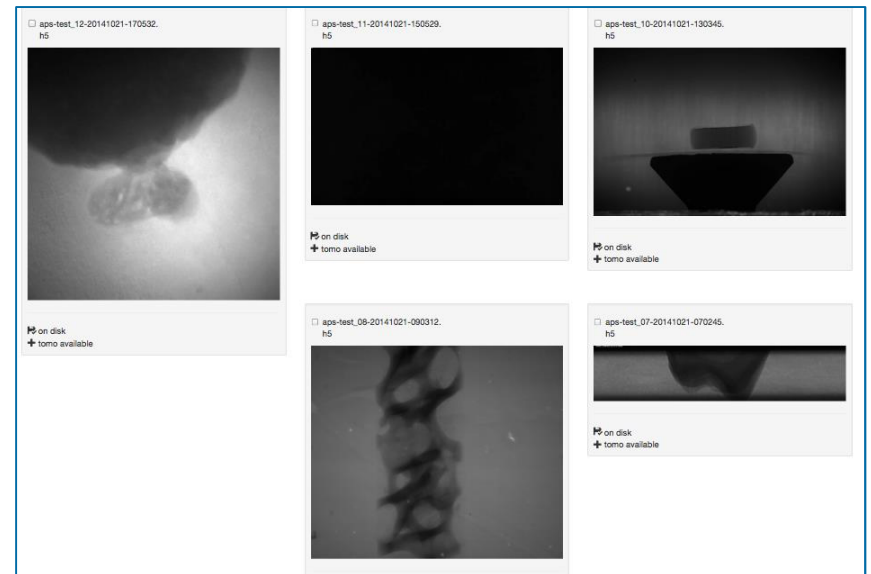 aps-test_12-20141021-170532.
h5
on disk
tomo available
aps-test_11-20141021-150529.
h5
on disk
tomo available
aps-test_10-20141021-130345.
h5
on disk
tomo available
aps-test_08-20141021-090312.
h5
aps-test_07-20141021-070245.
h5
on disk
tomo available